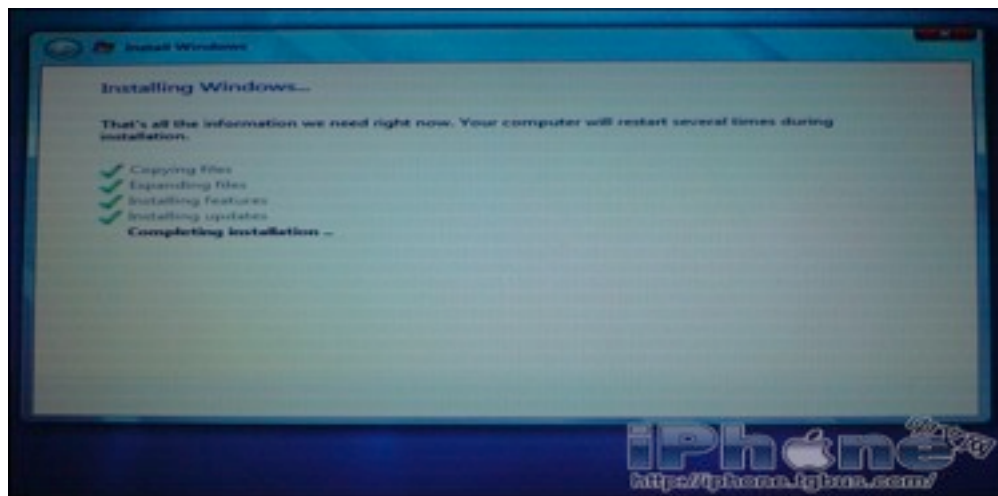 Install Windows
Installing Windows...
That's all the information we need right now. Your computer will restart several times during
installation.
Copying files
Expanding files
Installing features
Installing updates
Completing installation ...
iPhone
http://iphone.tgbus.com/